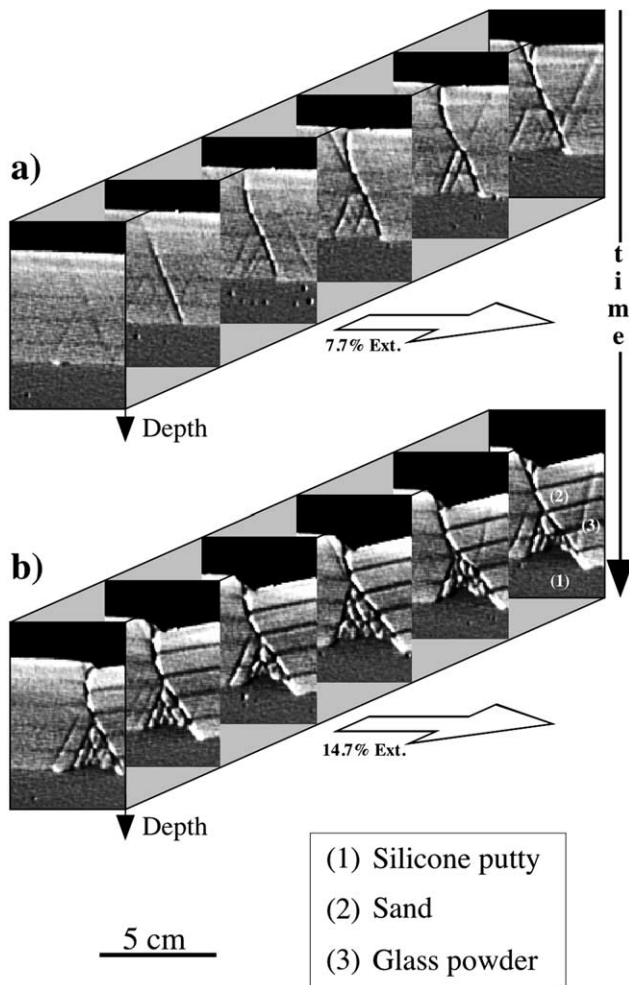 a)
time
7.7% Ext.
Depth
(2)
(3)
b)
(1)
14.7% Ext.
Depth
(1) Silicone putty
5 cm
(2) Sand
(3) Glass powder